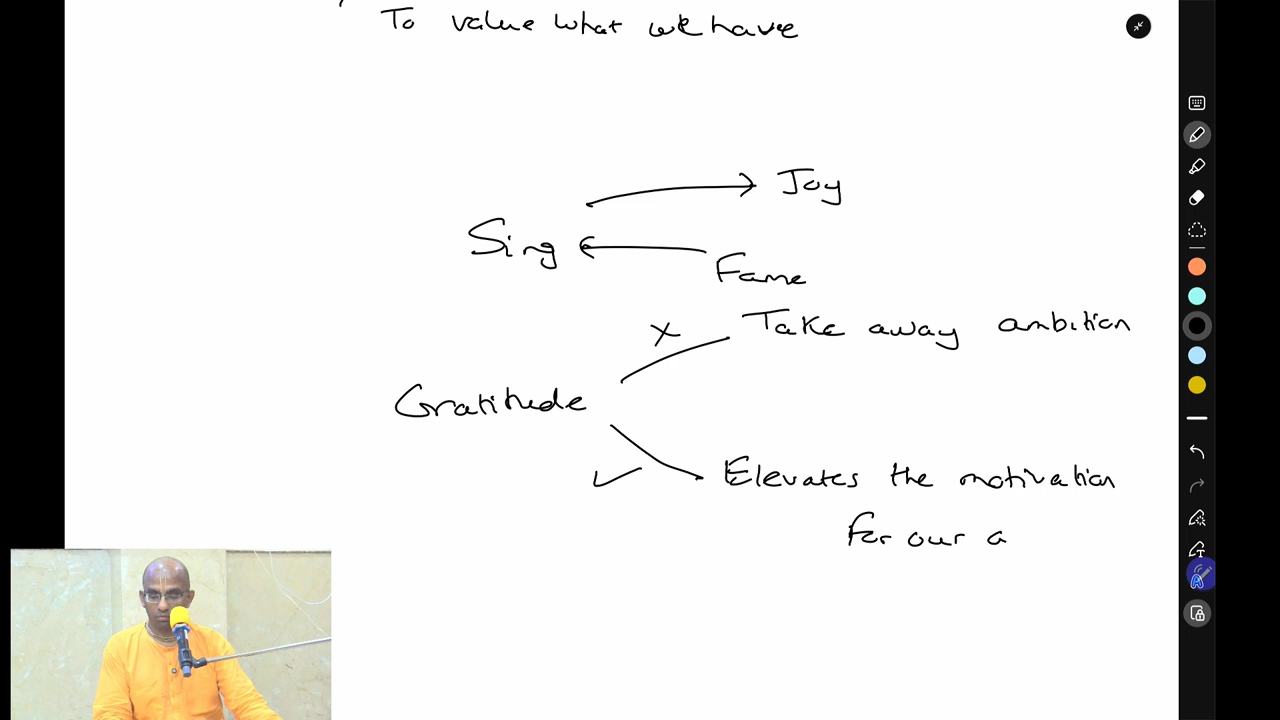 To value what we have
Joy
Sing
Fame
x Take away ambition
Gratitude
Elevates the motivation
for our a